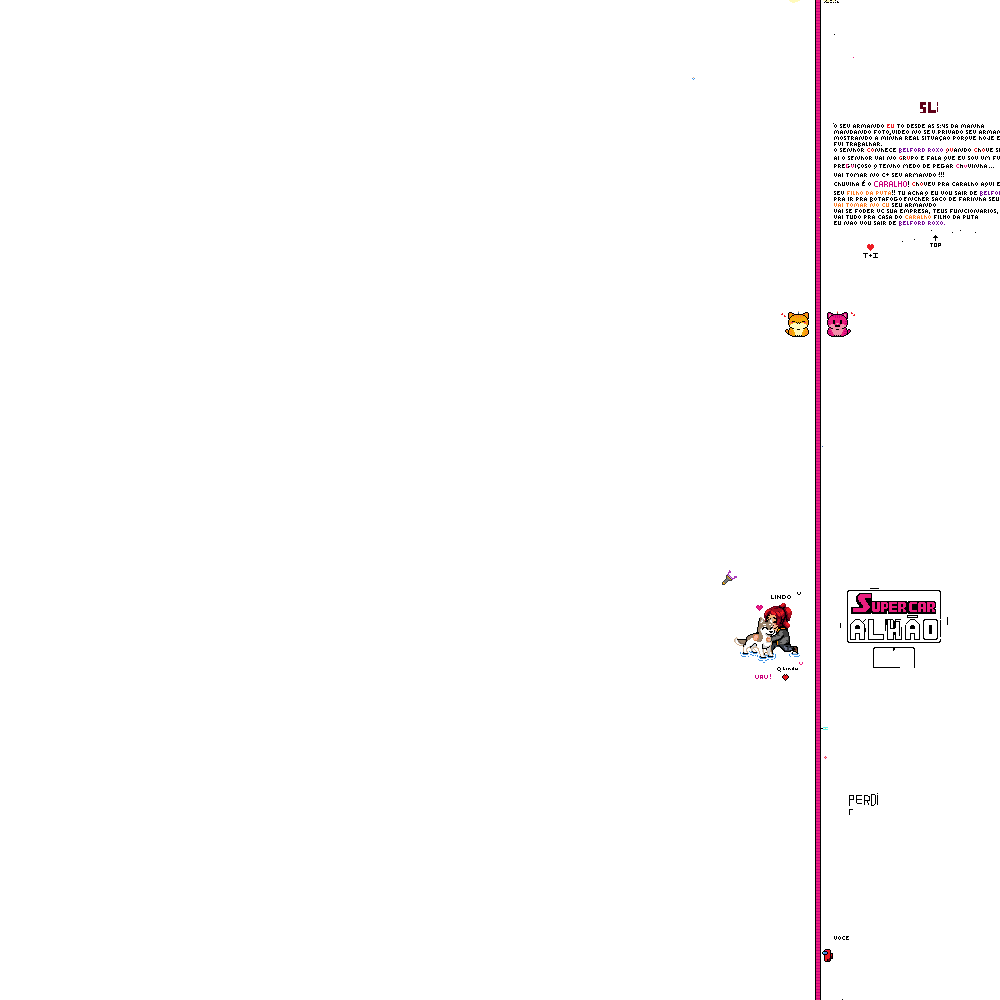 SL
O SEU ARMANDO EU TO DESDE AS 5:45 DA MANHA
MANDANDO FOTO,VIDEO NO SEU PRIVADO SEU ARMAN
MOSTRANDO A MINHA REAL SITUAÇAO PORQUE HOJE E
FUI TRABALHAR.
O SENHOR CONHECE BELFORD ROXO QUANDO CHOVE
AI O SENHOR VAI NO GRUPO E FALA QUE EU SOU UM
PREGUIÇOSO Q TENHO MEDO DE PEGAR CHUVINHA...
VAI TOMAR NO C* SEU ARMANDO !!!
CHUVINHA É O CARALHO! CHOVEU PRA CARALHO AQUI E
SEU FILHO DA PUTA!! TU ACHA Q EU VOU SAIR DE BELFO
PRA IR PRA BOTAFOGO ENCHER SACO DE FARINHA SEU
VAI TOMAR NO CU SEU ARMANDO
VAI SE FODER VC SUA EMPRESA, TEUS FUNCIONARIOS,
VAI TUDO PRA CASA DO CARALHO FILHO DA PUTA
EU NAO VOU SAIR DE BELFORD ROXO.
TOP
T+I
LINDO
SUPERCAR
ALHÃO
Q Lindo
UAU!
PERDI
VOCE